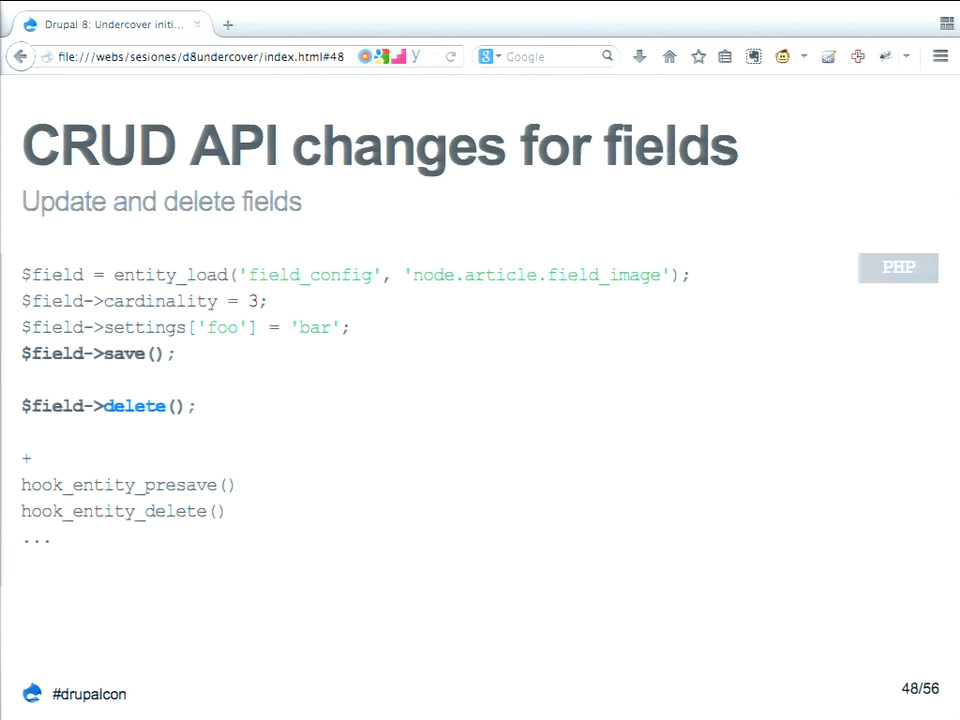 Drupal 8: Undercover initi...
file:///webs/sesiones/d8undercover/index.html#48
Google
CRUD API changes for fields
Update and delete fields
PHP
$field = entity_load('field_config', 'node.article.field_image');
$field->cardinality = 3;
$field->settings['foo'] = 'bar';
$field->save();
$field->delete();
+
hook_entity_presave()
hook_entity_delete()
...
#drupalcon
48/56